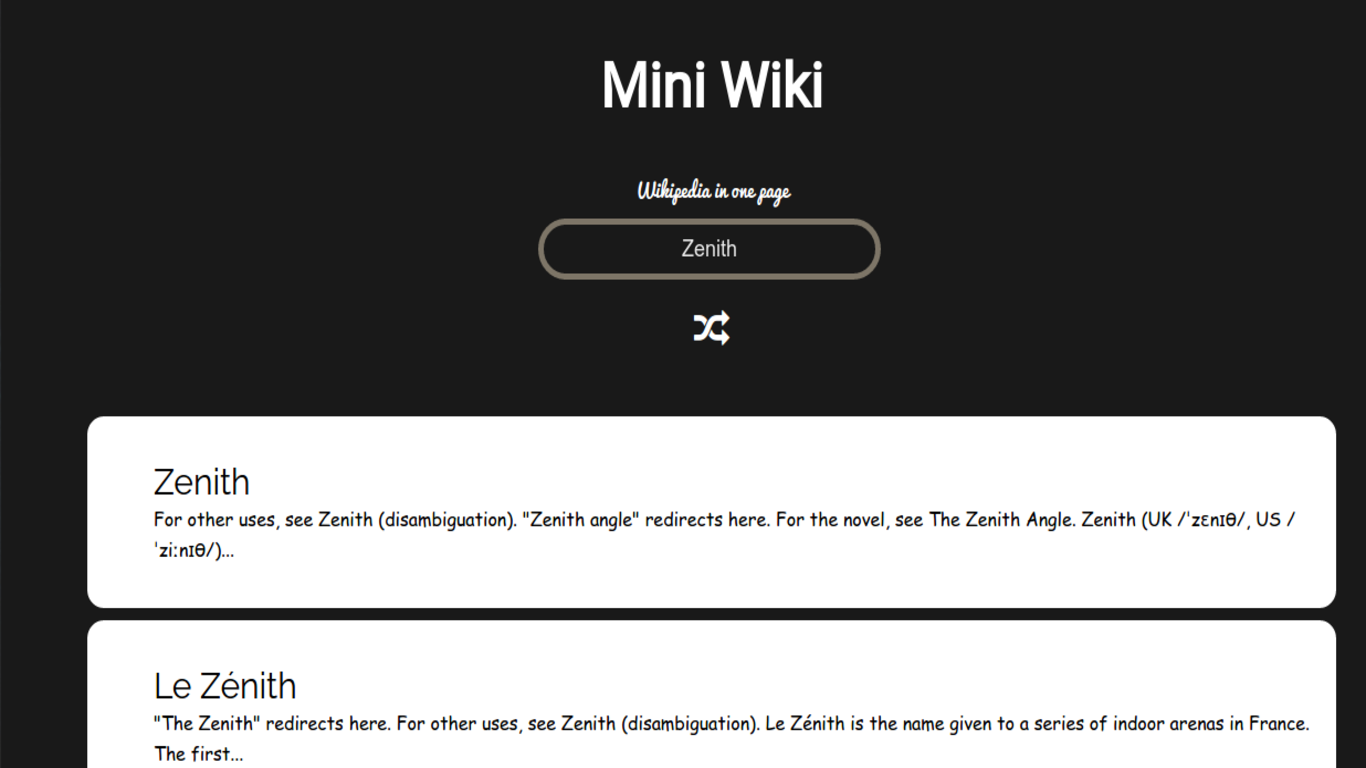 Mini Wiki
Wikipedia in one page
Zenith
Zenith
For other uses, see Zenith (disambiguation). "Zenith angle" redirects here. For the novel, see The Zenith Angle. Zenith (UK /ˈzɛnɪθ/, US /
ˈziːnɪθ/)...
Le Zénith
"The Zenith" redirects here. For other uses, see Zenith (disambiguation). Le Zénith is the name given to a series of indoor arenas in France.
The first...